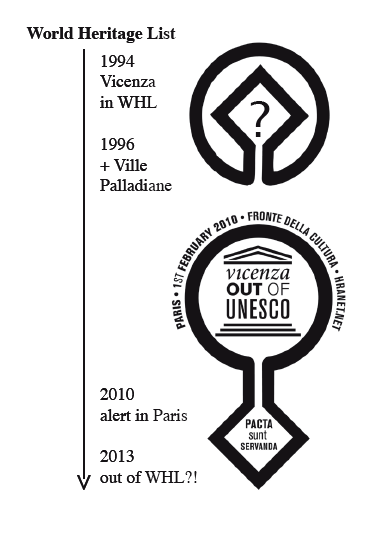 World Heritage List
1994
Vicenza
in WHL
1996
+ Ville
Palladiane
?
PARIS • 1ST FEBRUARY 2010 • FRONTE DELLA CULTURA • HRANET.NET
vicenza
OUT OF
UNESCO
2010
alert in Paris
PACTA
sunt
SERVANDA
2013
out of WHL?!